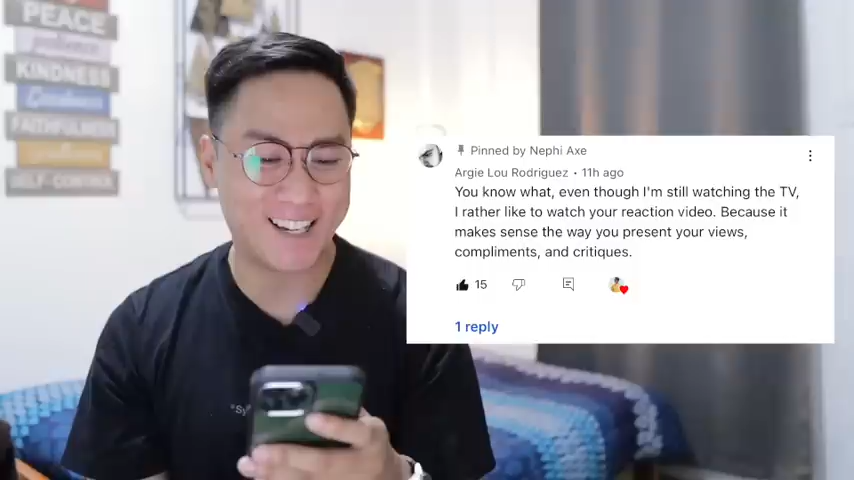 PEACE
patience
KINDNESS
Goodness
FAITHFULNESS
SELF-CONTROL
Pinned by Nephi Axe
Argie Lou Rodriguez • 11h ago
You know what, even though I'm still watching the TV,
I rather like to watch your reaction video. Because it
makes sense the way you present your views,
compliments, and critiques.
15
1 reply